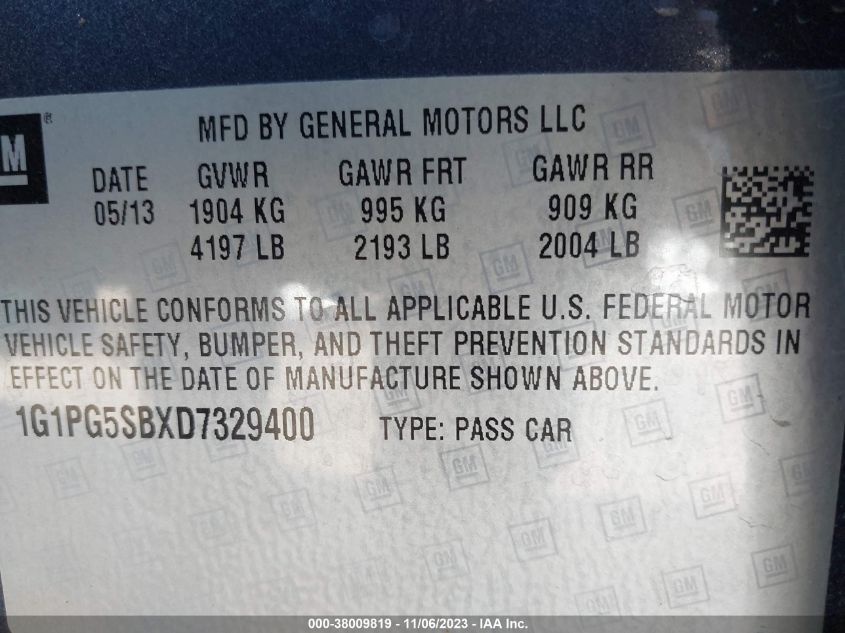 GM ®
MFD BY GENERAL MOTORS LLC
DATE GVWR GAWR FRT GAWR RR
05/13 1904 KG 995 KG 909 KG
4197 LB 2193 LB 2004 LB
THIS VEHICLE CONFORMS TO ALL APPLICABLE U.S. FEDERAL MOTOR
VEHICLE SAFETY, BUMPER, AND THEFT PREVENTION STANDARDS IN
EFFECT ON THE DATE OF MANUFACTURE SHOWN ABOVE.
1G1PG5SBXD7329400 TYPE: PASS CAR
000-38009819 - 11/06/2023 - IAA Inc.